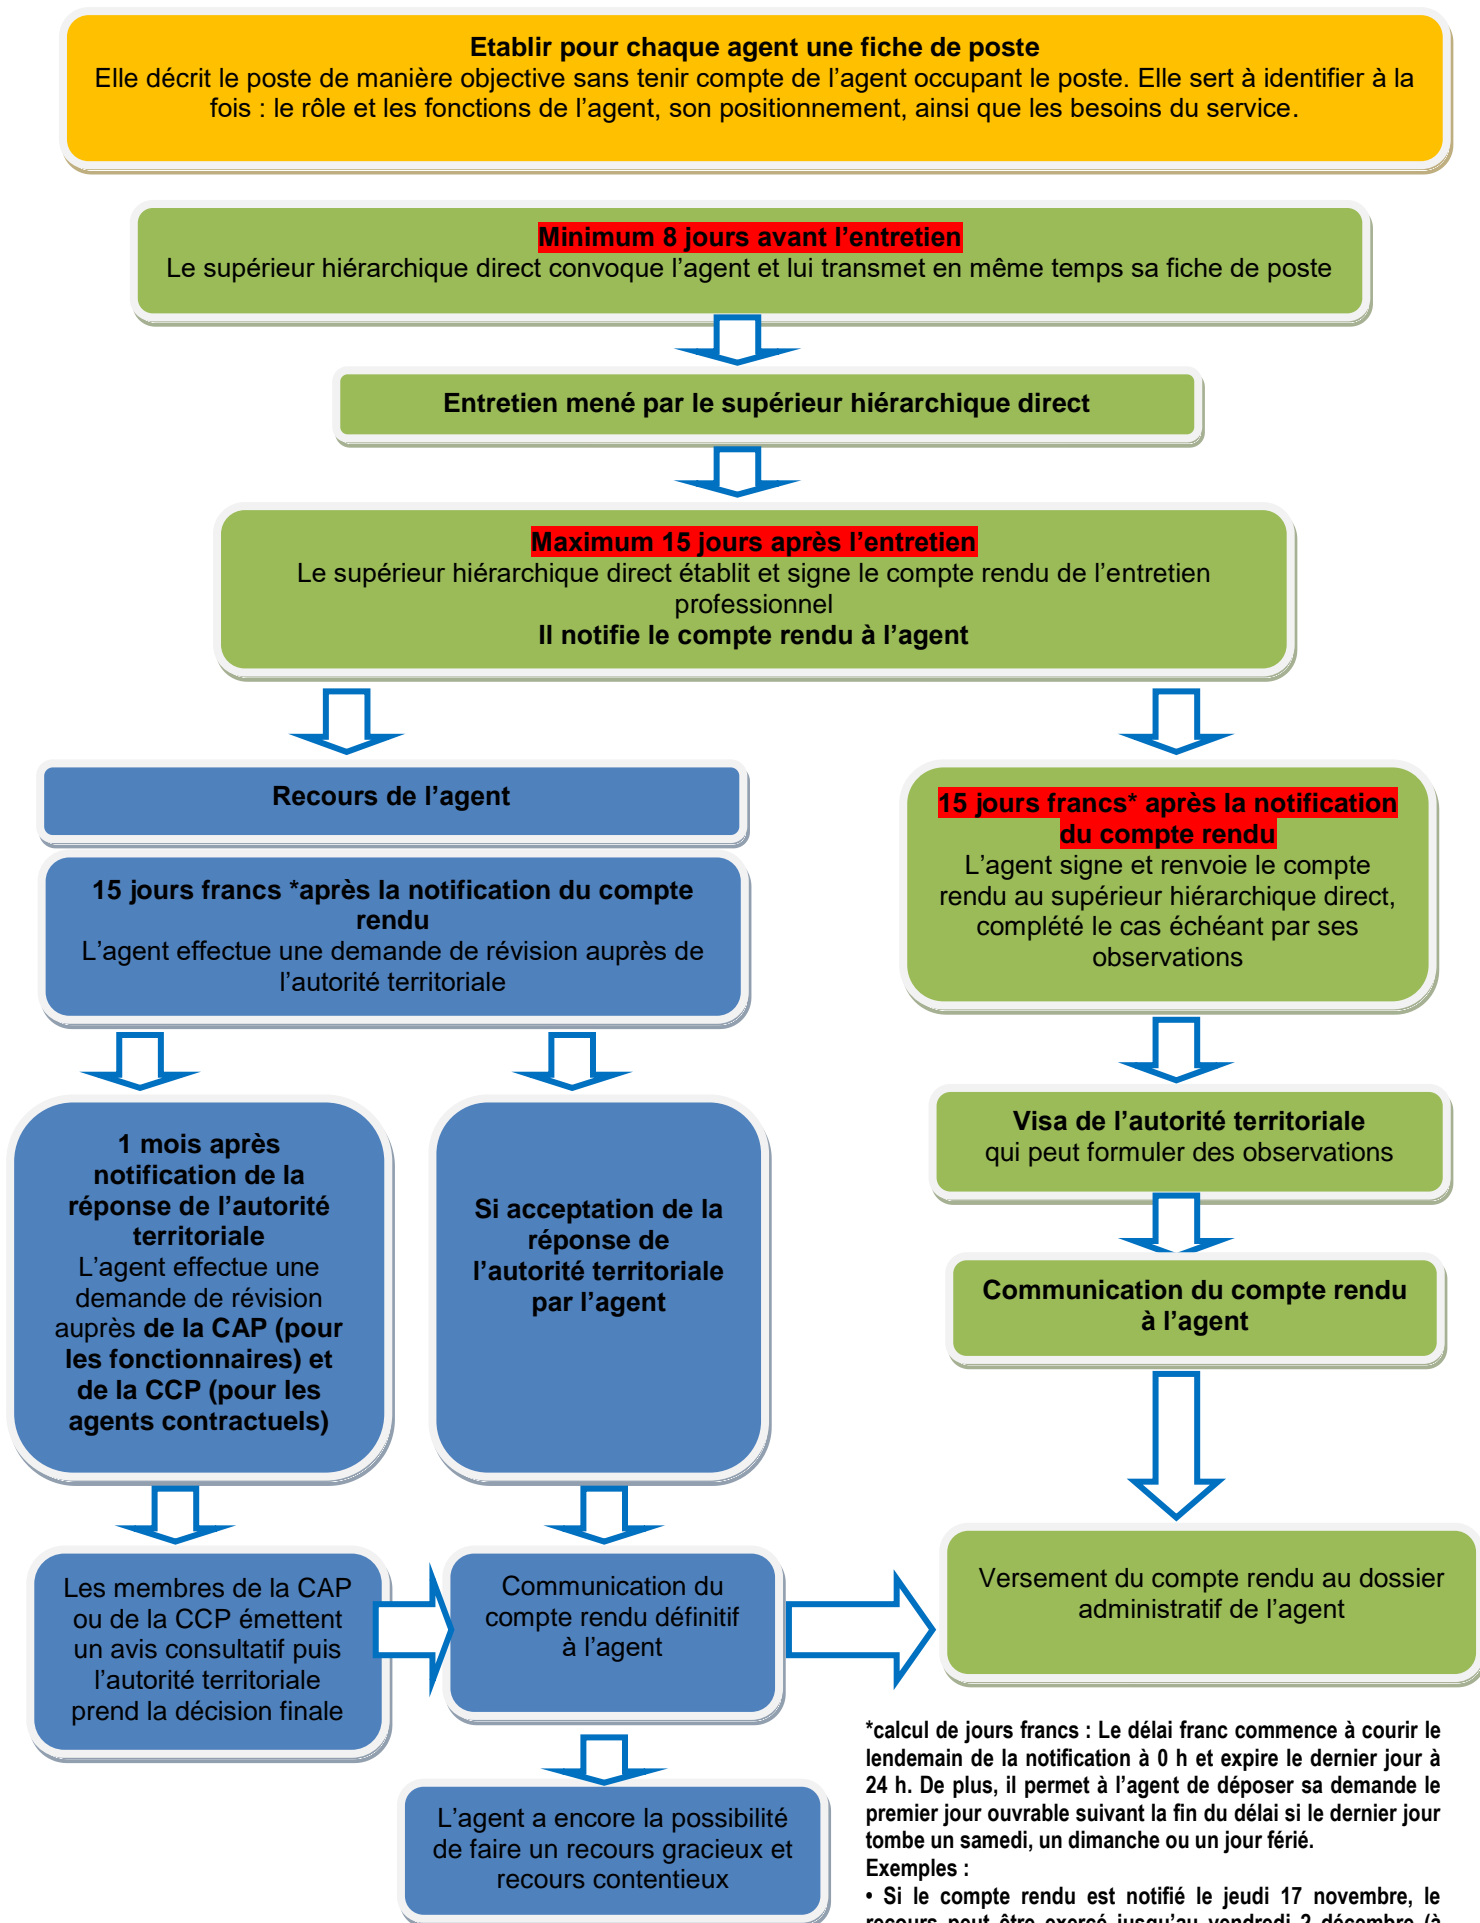 Etablir pour chaque agent une fiche de poste
Elle décrit le poste de manière objective sans tenir compte de l’agent occupant le poste. Elle sert à identifier à la
fois : le rôle et les fonctions de l’agent, son positionnement, ainsi que les besoins du service.
Minimum 8 jours avant l’entretien
Le supérieur hiérarchique direct convoque l’agent et lui transmet en même temps sa fiche de poste
Entretien mené par le supérieur hiérarchique direct
Maximum 15 jours après l’entretien
Le supérieur hiérarchique direct établit et signe le compte rendu de l’entretien
professionnel
Il notifie le compte rendu à l’agent
Recours de l’agent
15 jours francs *après la notification du compte
rendu
L’agent effectue une demande de révision auprès de
l’autorité territoriale
1 mois après
notification de la
réponse de l’autorité
territoriale
L’agent effectue une
demande de révision
auprès de la CAP (pour
les fonctionnaires) et
de la CCP (pour les
agents contractuels)
Si acceptation de la
réponse de
l’autorité territoriale
par l’agent
Les membres de la CAP
ou de la CCP émettent
un avis consultatif puis
l’autorité territoriale
prend la décision finale
Communication du
compte rendu définitif
à l’agent
L’agent a encore la possibilité
de faire un recours gracieux et
recours contentieux
15 jours francs* après la notification
du compte rendu
L’agent signe et renvoie le compte
rendu au supérieur hiérarchique direct,
complété le cas échéant par ses
observations
Visa de l’autorité territoriale
qui peut formuler des observations
Communication du compte rendu
à l’agent
Versement du compte rendu au dossier
administratif de l’agent
*calcul de jours francs : Le délai franc commence à courir le
lendemain de la notification à 0 h et expire le dernier jour à
24 h. De plus, il permet à l’agent de déposer sa demande le
premier jour ouvrable suivant la fin du délai si le dernier jour
tombe un samedi, un dimanche ou un jour férié.
Exemples :
• Si le compte rendu est notifié le jeudi 17 novembre, le
recours peut être exercé jusqu’au vendredi 2 décembre (à